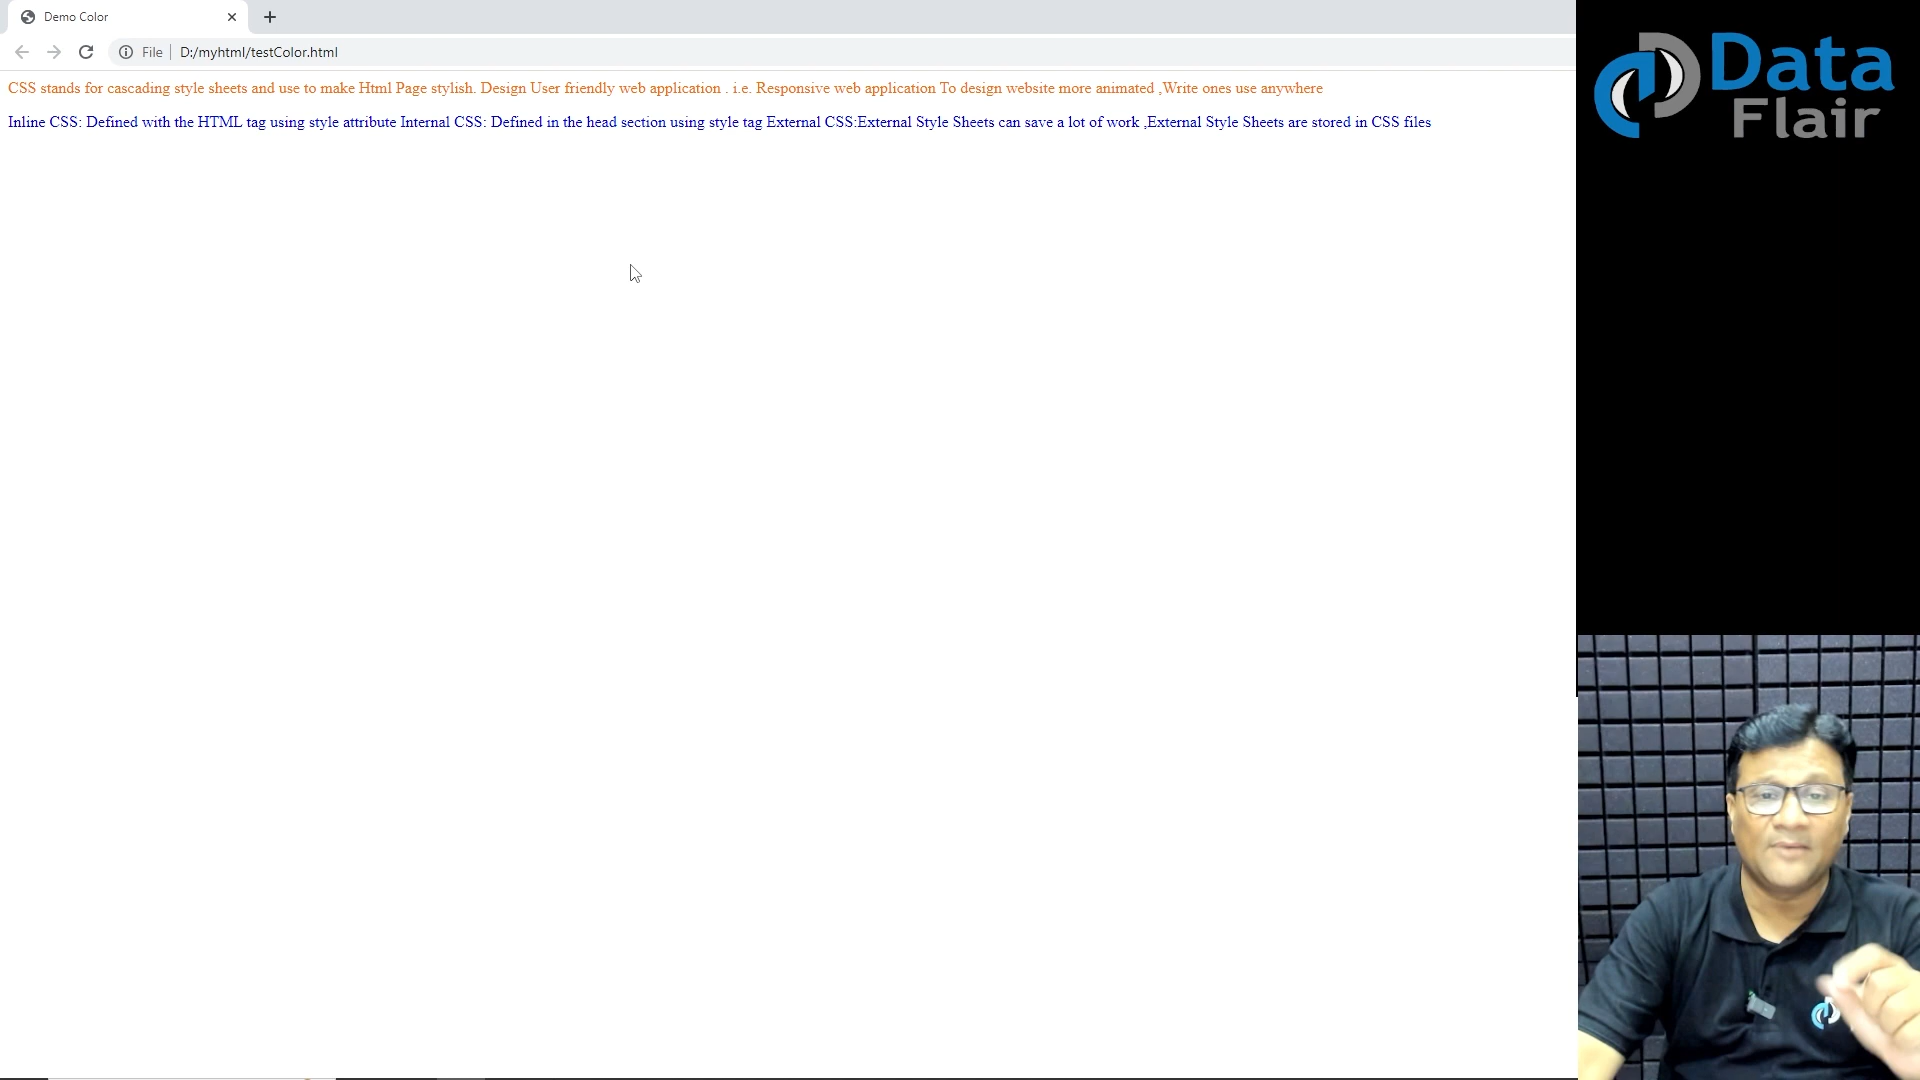 Demo Color
File
D:/myhtml/testColor.html
CSS stands for cascading style sheets and use to make Html Page stylish. Design User friendly web application . i.e. Responsive web application To design website more animated ,Write ones use anywhere
Inline CSS: Defined with the HTML tag using style attribute Internal CSS: Defined in the head section using style tag External CSS:External Style Sheets can save a lot of work ,External Style Sheets are stored in CSS files
Data
Flair